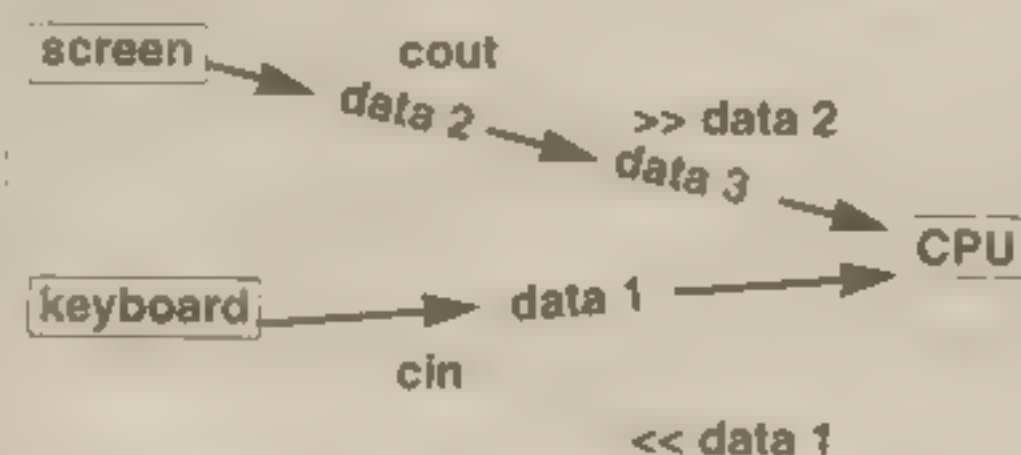 screen
cout
data 2
>> data 2
data 3
CPU
keyboard
data 1
cin
<< data 1